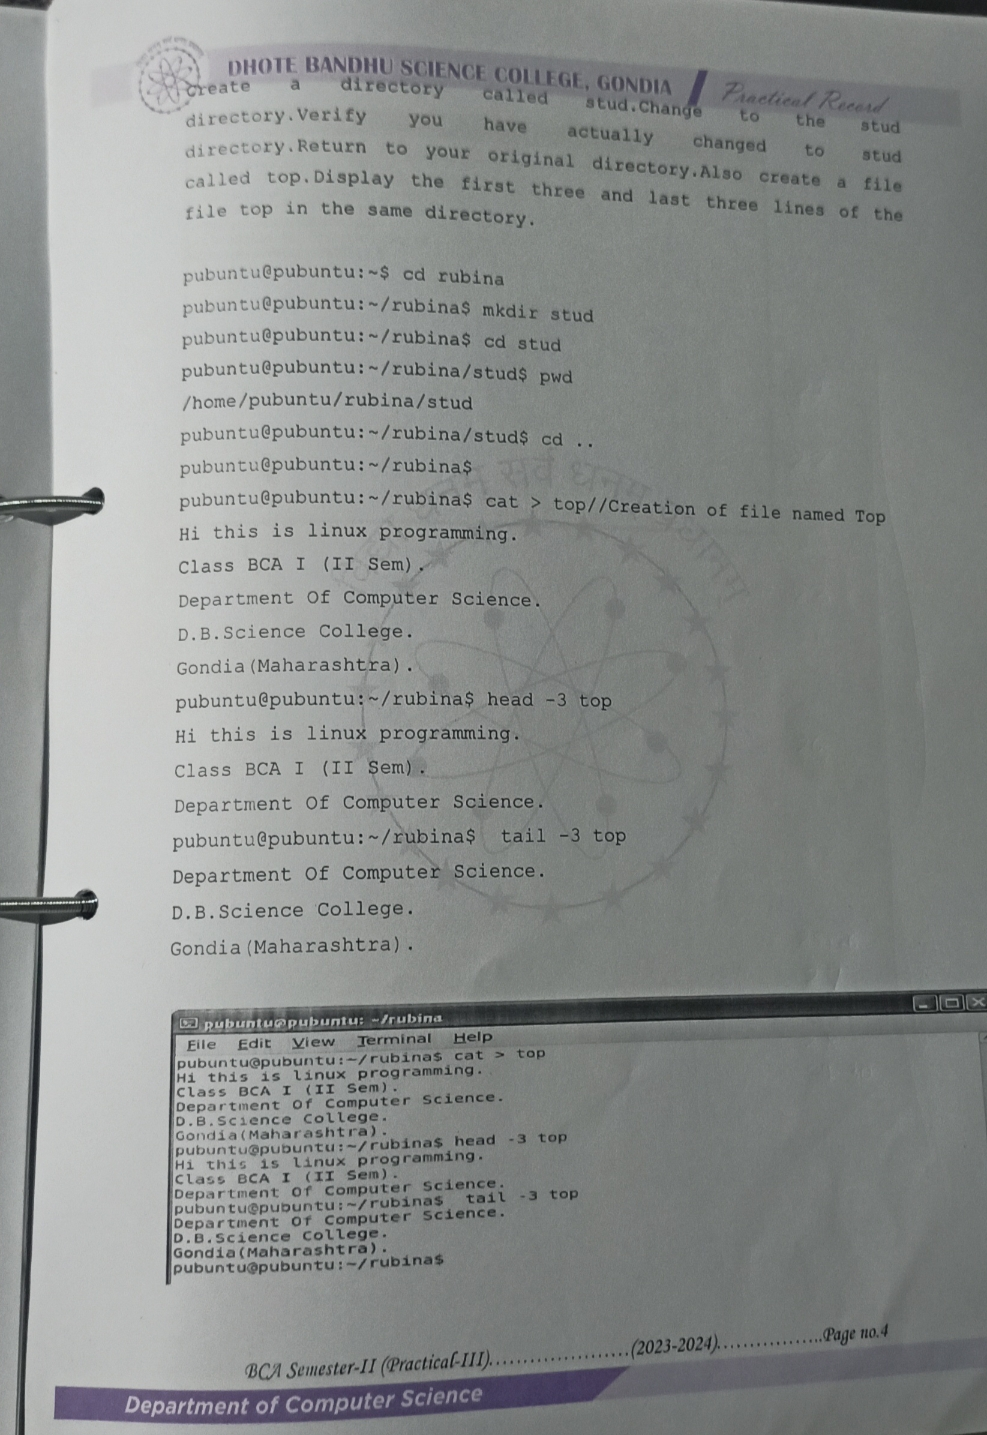 DHOTE BANDHU SCIENCE COLLEGE, GONDIA / Practical Record
Create a directory called stud.Change to the stud
directory.Verify you have actually changed to stud
directory.Return to your original directory.Also create a file
called top.Display the first three and last three lines of the
file top in the same directory.
pubuntu@pubuntu:~$ cd rubina
pubuntu@pubuntu:~/rubina$ mkdir stud
pubuntu@pubuntu:~/rubina$ cd stud
pubuntu@pubuntu:~/rubina/stud$ pwd
/home/pubuntu/rubina/stud
pubuntu@pubuntu:~/rubina/stud$ cd ..
pubuntu@pubuntu:~/rubina$
pubuntu@pubuntu:~/rubina$ cat > top//Creation of file named Top
Hi this is linux programming.
Class BCA I (II Sem).
Department Of Computer Science.
D.B.Science College.
Gondia(Maharashtra).
pubuntu@pubuntu:~/rubina$ head -3 top
Hi this is linux programming.
Class BCA I (II Sem).
Department Of Computer Science.
pubuntu@pubuntu:~/rubina$  tail -3 top
Department Of Computer Science.
D.B.Science College.
Gondia(Maharashtra).
pubuntu@pubuntu: ~/rubina
File Edit View Terminal Help
pubuntu@pubuntu:~/rubina$ cat > top
Hi this is linux programming.
Class BCA I (II Sem).
Department Of Computer Science.
D.B.Science College.
Gondia(Maharashtra).
pubuntu@pubuntu:~/rubina$ head -3 top
Hi this is linux programming.
Class BCA I (II Sem).
Department Of Computer Science.
pubuntu@pubuntu:~/rubina$  tail -3 top
Department Of Computer Science.
D.B.Science College.
Gondia(Maharashtra).
pubuntu@pubuntu:~/rubina$
BCA Semester-II (Practical-III).....................(2023-2024)................Page no.4
Department of Computer Science